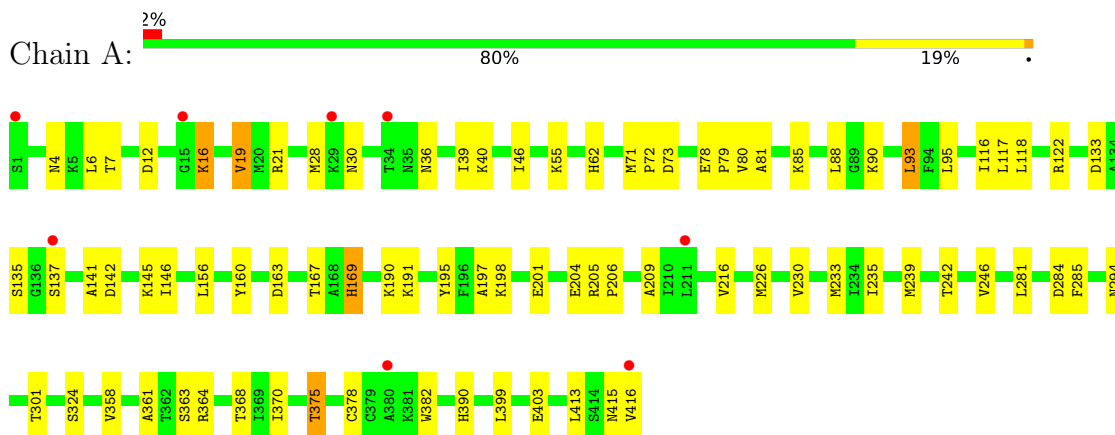 2%
Chain A:
80% 19% •
S1 N4 K5 L6 T7 D12 G15 K16 V19 M20 R21 M28 K29 N30 T34 N35 N36 I39 K40 I46 K55 H62 M71 P72 D73 E78 P79 V80 A81 K85 L88 G89 K90 L93 F94 L95 I116 L117 L118 R122 D133 A134
S135 G136 S137 A141 D142 K145 I146 L156 Y160 D163 T167 A168 H169 K190 K191 Y195 F196 A197 K198 E201 E204 R205 P206 A209 I210 L211 V216 M226 V230 M233 I234 I235 M239 T242 V246 L281 D284 F285 N294
T301 S324 V358 A361 T362 S363 R364 T368 I369 I370 T375 C378 C379 A380 K381 W382 H390 L399 E403 L413 S414 N415 V416